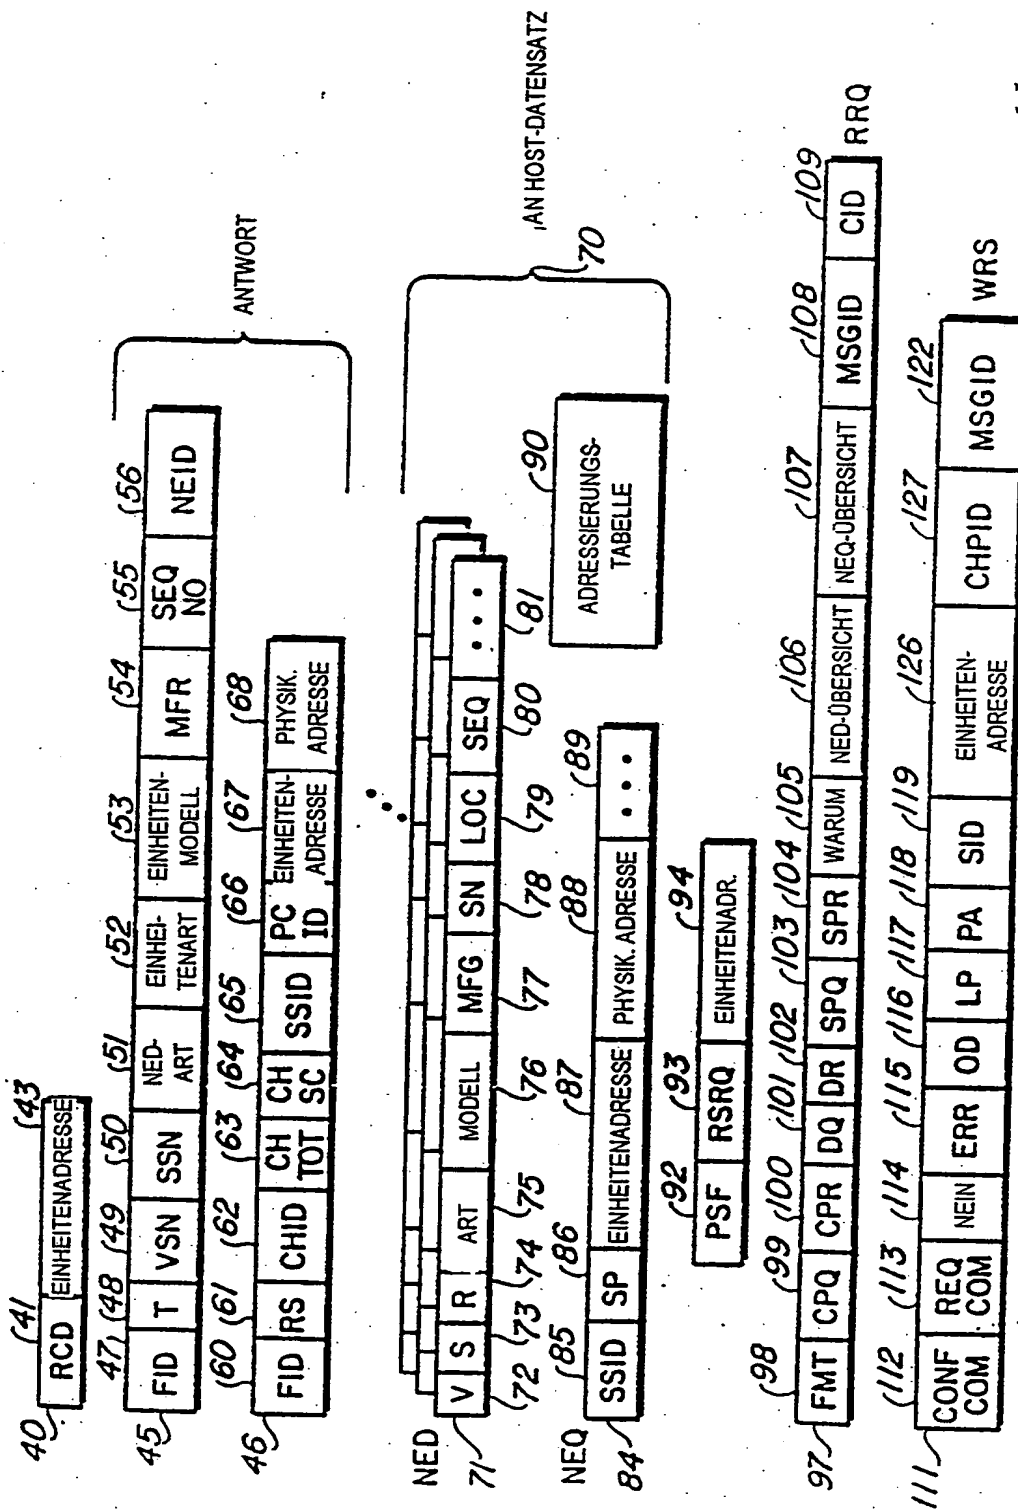 41 43
40 RCD EINHEITENADRESSE
47 48 49 50 51 52 53 54 55 56
45 FID T VSN SSN NED-ART EINHEI-TENART EINHEITEN-MODELL MFR SEQ NO NEID
60 61 62 63 64 65 66 67 68
46 FID RS CHID CH TOT CH SC SSID PC ID EINHEITEN-ADRESSE PHYSIK. ADRESSE
ANTWORT
NED
71 V S R ART MODELL MFG SN LOC SEQ ...
72 73 74 75 76 77 78 79 80 81
NEQ
85 86 87 88 89
84 SSID SP EINHEITENADRESSE PHYSIK. ADRESSE ...
90
ADRESSIERUNGS-
TABELLE
70
AN HOST-DATENSATZ
92 93 94
PSF RSRQ EINHEITENADR.
98 99 100 101 102 103 104 105 106 107 108 109
97 FMT CPQ CPR DQ DR SPQ SPR WARUM NED-ÜBERSICHT NEQ-ÜBERSICHT MSGID CID RRQ
112 113 114 115 116 117 118 119 126 127 122
111 CONF COM REQ COM NEIN ERR OD LP PA SID EINHEITEN-ADRESSE CHPID MSGID WRS